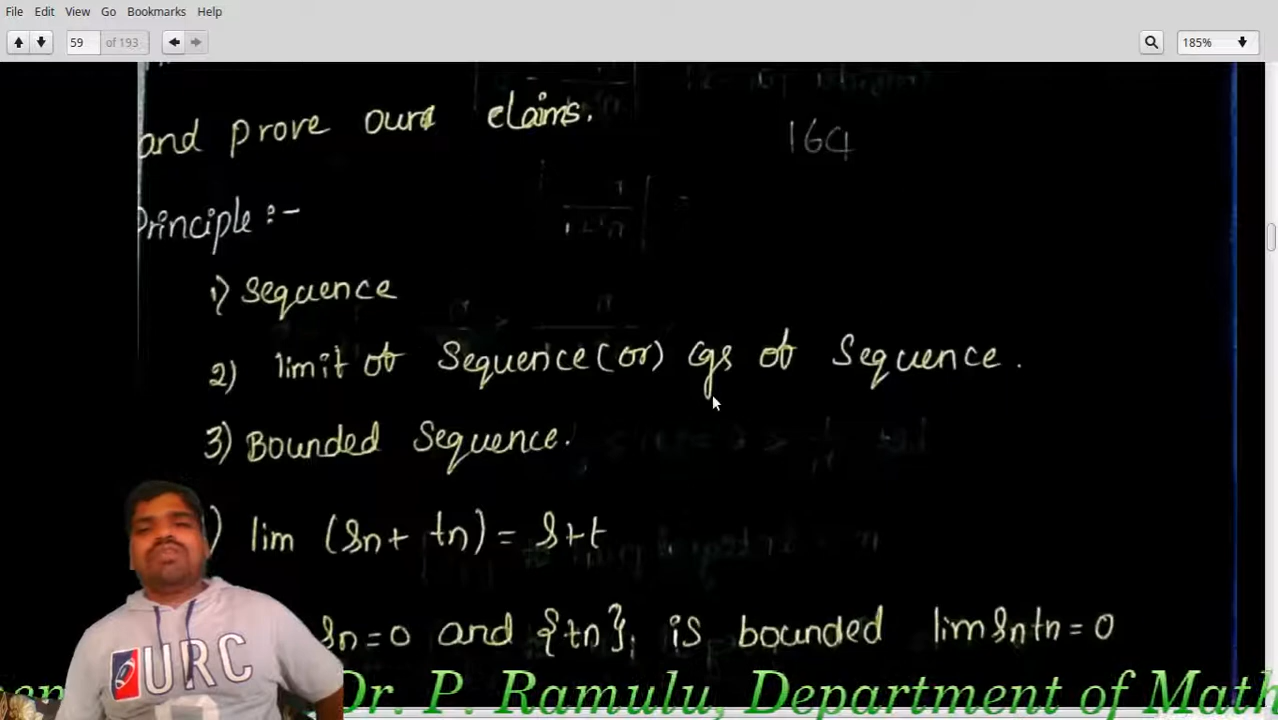 File Edit View Go Bookmarks Help
59 of 193 185%
and prove our claims.
164
Principle :-
1) Sequence
2) limit of Sequence (or) cgs of Sequence.
3) Bounded Sequence.
) lim (sn + tn) = s+t
sn = 0 and {tn}, is bounded lim sn tn = 0
URC
Dr. P. Ramulu, Department of Math